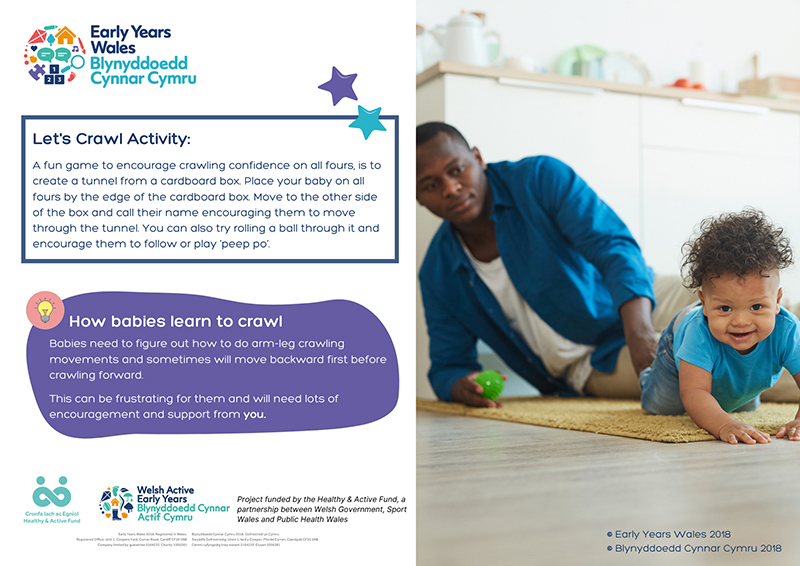 Early Years
Wales
Blynyddoedd
Cynnar Cymru
Let's Crawl Activity:
A fun game to encourage crawling confidence on all fours, is to
create a tunnel from a cardboard box. Place your baby on all
fours by the edge of the cardboard box. Move to the other side
of the box and call their name encouraging them to move
through the tunnel. You can also try rolling a ball through it and
encourage them to follow or play 'peep po'.
How babies learn to crawl
Babies need to figure out how to do arm-leg crawling
movements and sometimes will move backward first before
crawling forward.
This can be frustrating for them and will need lots of
encouragement and support from you.
Cronfa Iach ac Egnïol
Healthy & Active Fund
Welsh Active
Early Years
Blynyddoedd Cynnar
Actif Cymru
Project funded by the Healthy & Active Fund, a
partnership between Welsh Government, Sport
Wales and Public Health Wales
© Early Years Wales 2018
© Blynyddoedd Cynnar Cymru 2018